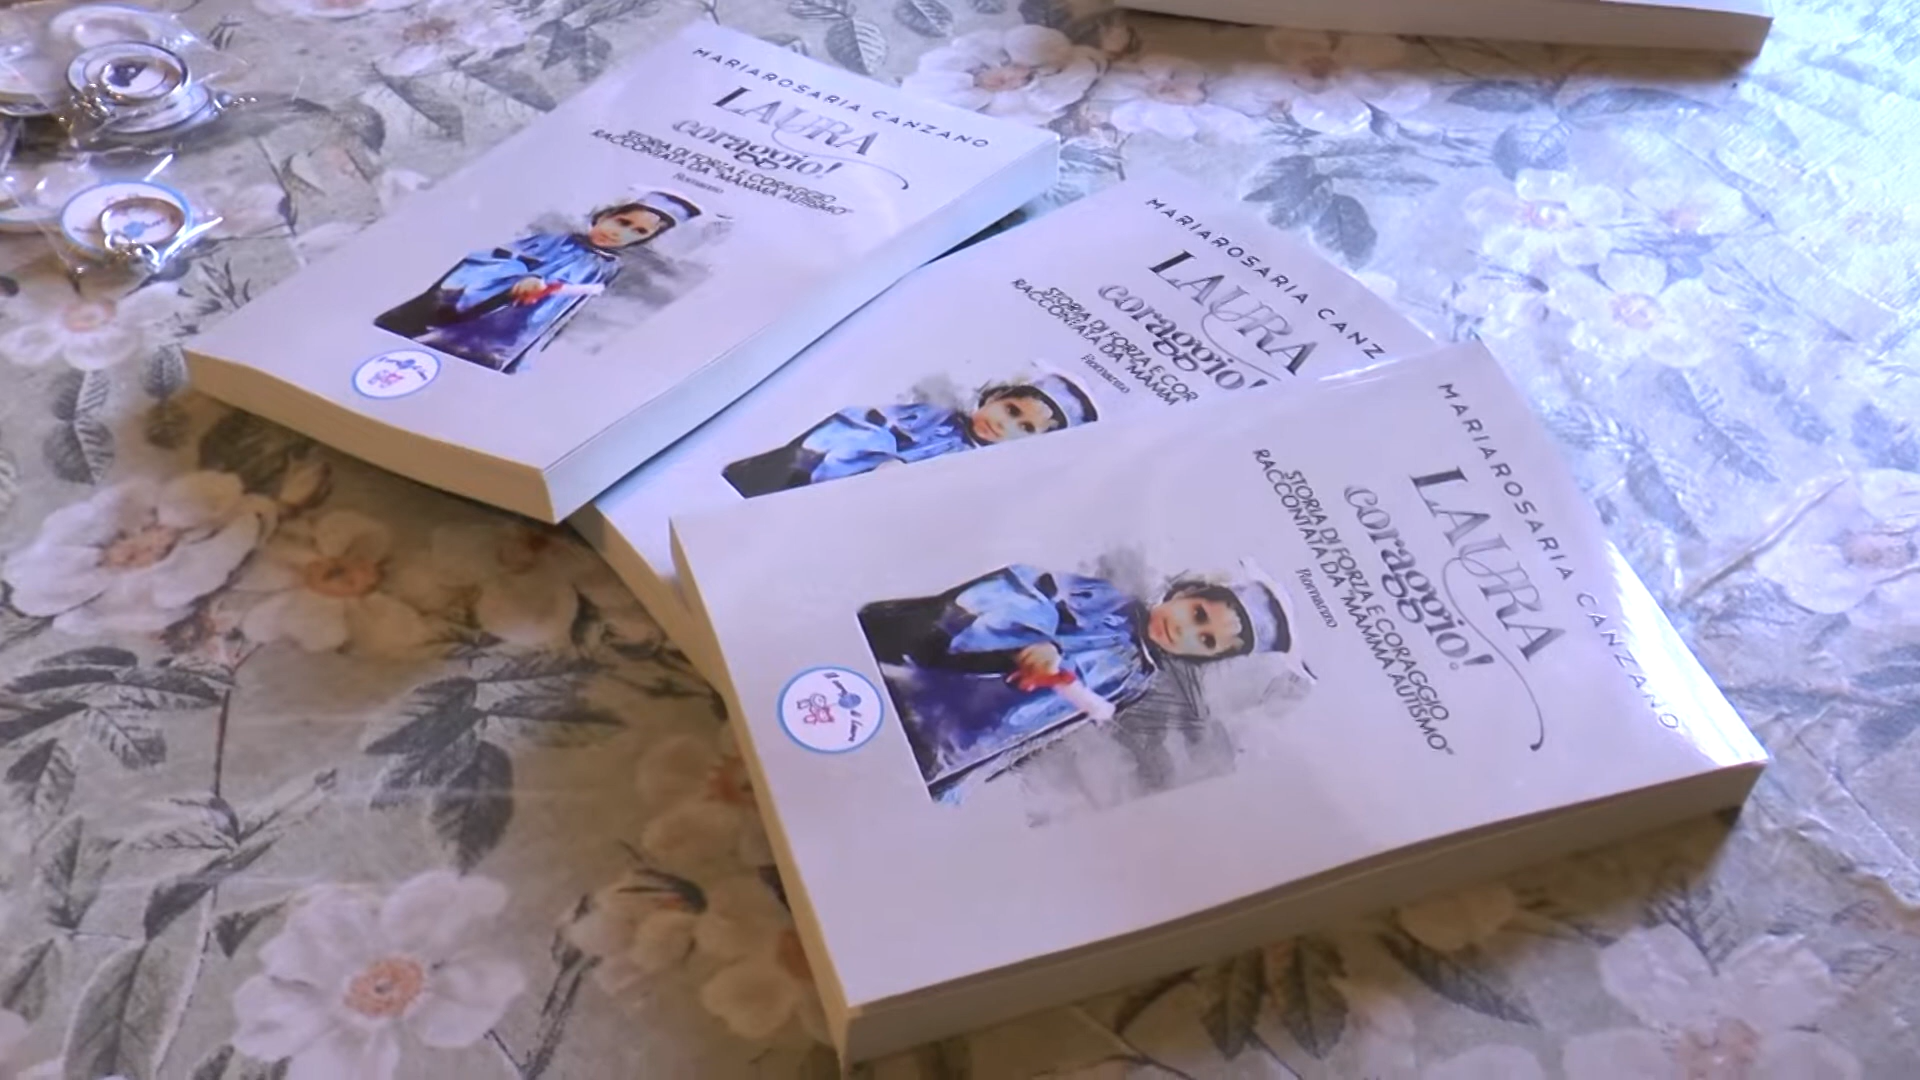 MARIAROSARIA CANZANO
LAURA
coraggio!
STORIA DI FORZA E CORAGGIO
RACCONTATA DA "MAMMA AUTISMO"
Romanzo
MARIAROSARIA CANZ
LAURA
coraggio!
STORIA DI FORZA E COR
RACCONTATA DA "MAMM
Romanzo
MARIAROSARIA CANZANO
LAURA
coraggio!
STORIA DI FORZA E CORAGGIO
RACCONTATA DA "MAMMA AUTISMO"
Romanzo